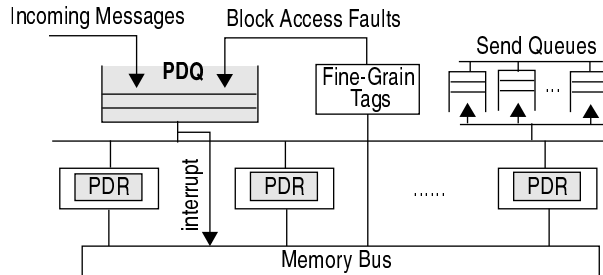 Incoming Messages
Block Access Faults
Send Queues
PDQ
Fine-Grain
Tags
...
interrupt
PDR
PDR
......
PDR
Memory Bus